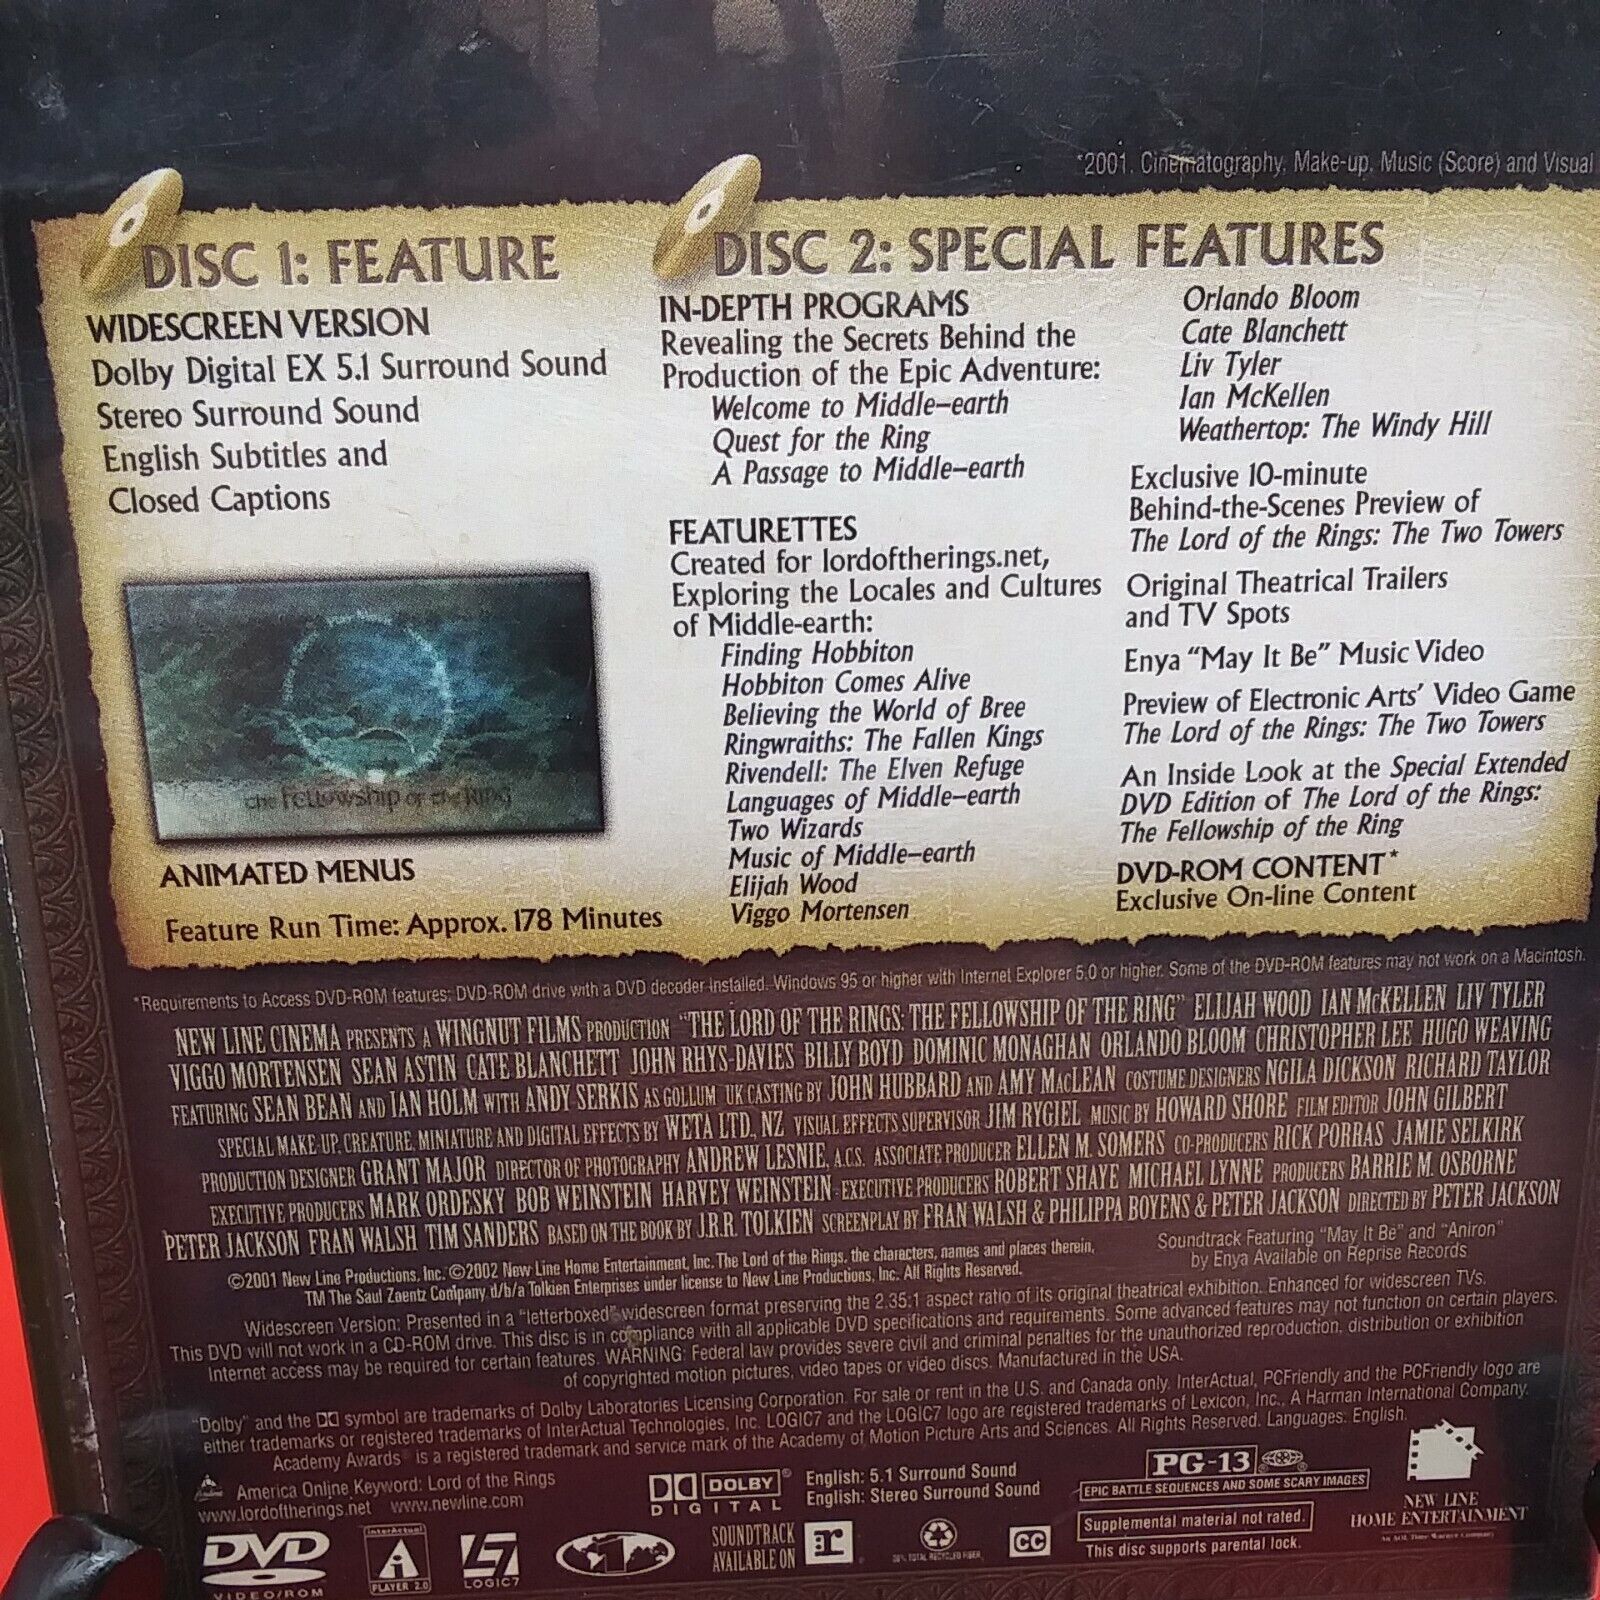 *2001. Cinematography, Make-up, Music (Score) and Visual
DISC 1: FEATURE
WIDESCREEN VERSION
Dolby Digital EX 5.1 Surround Sound
Stereo Surround Sound
English Subtitles and
Closed Captions
the Fellowship of the Ring
ANIMATED MENUS
Feature Run Time: Approx. 178 Minutes
DISC 2: SPECIAL FEATURES
IN-DEPTH PROGRAMS
Revealing the Secrets Behind the
Production of the Epic Adventure:
Welcome to Middle-earth
Quest for the Ring
A Passage to Middle-earth
FEATURETTES
Created for lordoftherings.net,
Exploring the Locales and Cultures
of Middle-earth:
Finding Hobbiton
Hobbiton Comes Alive
Believing the World of Bree
Ringwraiths: The Fallen Kings
Rivendell: The Elven Refuge
Languages of Middle-earth
Two Wizards
Music of Middle-earth
Elijah Wood
Viggo Mortensen
Orlando Bloom
Cate Blanchett
Liv Tyler
Ian McKellen
Weathertop: The Windy Hill
Exclusive 10-minute
Behind-the-Scenes Preview of
The Lord of the Rings: The Two Towers
Original Theatrical Trailers
and TV Spots
Enya "May It Be" Music Video
Preview of Electronic Arts' Video Game
The Lord of the Rings: The Two Towers
An Inside Look at the Special Extended
DVD Edition of The Lord of the Rings:
The Fellowship of the Ring
DVD-ROM CONTENT*
Exclusive On-line Content
*Requirements to Access DVD-ROM features: DVD-ROM drive with a DVD decoder installed. Windows 95 or higher with Internet Explorer 5.0 or higher. Some of the DVD-ROM features may not work on a Macintosh.
NEW LINE CINEMA PRESENTS A WINGNUT FILMS PRODUCTION "THE LORD OF THE RINGS: THE FELLOWSHIP OF THE RING" ELIJAH WOOD IAN McKELLEN LIV TYLER
VIGGO MORTENSEN SEAN ASTIN CATE BLANCHETT JOHN RHYS-DAVIES BILLY BOYD DOMINIC MONAGHAN ORLANDO BLOOM CHRISTOPHER LEE HUGO WEAVING
FEATURING SEAN BEAN AND IAN HOLM WITH ANDY SERKIS AS GOLLUM UK CASTING BY JOHN HUBBARD AND AMY MACLEAN COSTUME DESIGNERS NGILA DICKSON RICHARD TAYLOR
SPECIAL MAKE-UP, CREATURE, MINIATURE AND DIGITAL EFFECTS BY WETA LTD., NZ VISUAL EFFECTS SUPERVISOR JIM RYGIEL MUSIC BY HOWARD SHORE FILM EDITOR JOHN GILBERT
PRODUCTION DESIGNER GRANT MAJOR DIRECTOR OF PHOTOGRAPHY ANDREW LESNIE, A.C.S. ASSOCIATE PRODUCER ELLEN M. SOMERS CO-PRODUCERS RICK PORRAS JAMIE SELKIRK
EXECUTIVE PRODUCERS MARK ORDESKY BOB WEINSTEIN HARVEY WEINSTEIN EXECUTIVE PRODUCERS ROBERT SHAYE MICHAEL LYNNE PRODUCERS BARRIE M. OSBORNE
PETER JACKSON FRAN WALSH TIM SANDERS BASED ON THE BOOK BY J.R.R. TOLKIEN SCREENPLAY BY FRAN WALSH & PHILIPPA BOYENS & PETER JACKSON DIRECTED BY PETER JACKSON
©2001 New Line Productions, Inc. ©2002 New Line Home Entertainment, Inc. The Lord of the Rings, the characters, names and places therein,
TM The Saul Zaentz Company d/b/a Tolkien Enterprises under license to New Line Productions, Inc. All Rights Reserved.
Soundtrack Featuring "May It Be" and "Aniron"
by Enya Available on Reprise Records
Widescreen Version: Presented in a "letterboxed" widescreen format preserving the 2.35:1 aspect ratio of its original theatrical exhibition. Enhanced for widescreen TVs.
This DVD will not work in a CD-ROM drive. This disc is in compliance with all applicable DVD specifications and requirements. Some advanced features may not function on certain players.
Internet access may be required for certain features. WARNING: Federal law provides severe civil and criminal penalties for the unauthorized reproduction, distribution or exhibition
of copyrighted motion pictures, video tapes or video discs. Manufactured in the USA.
"Dolby" and the DD symbol are trademarks of Dolby Laboratories Licensing Corporation. For sale or rent in the U.S. and Canada only. InterActual, PCFriendly and the PCFriendly logo are
either trademarks or registered trademarks of InterActual Technologies, Inc. LOGIC7 and the LOGIC7 logo are registered trademarks of Lexicon, Inc., A Harman International Company.
Academy Awards® is a registered trademark and service mark of the Academy of Motion Picture Arts and Sciences. All Rights Reserved. Languages: English.
America Online Keyword: Lord of the Rings
www.lordoftherings.net www.newline.com
DOLBY®
DIGITAL
English: 5.1 Surround Sound
English: Stereo Surround Sound
PG-13
EPIC BATTLE SEQUENCES AND SOME SCARY IMAGES
Supplemental material not rated.
This disc supports parental lock.
NEW LINE
HOME ENTERTAINMENT
An AOL Time Warner Company
DVD
VIDEO/ROM
InterActual
PLAYER 2.0
L7
LOGIC7
1
SOUNDTRACK
AVAILABLE ON
r
TOTAL RECYCLED FIBER
CC